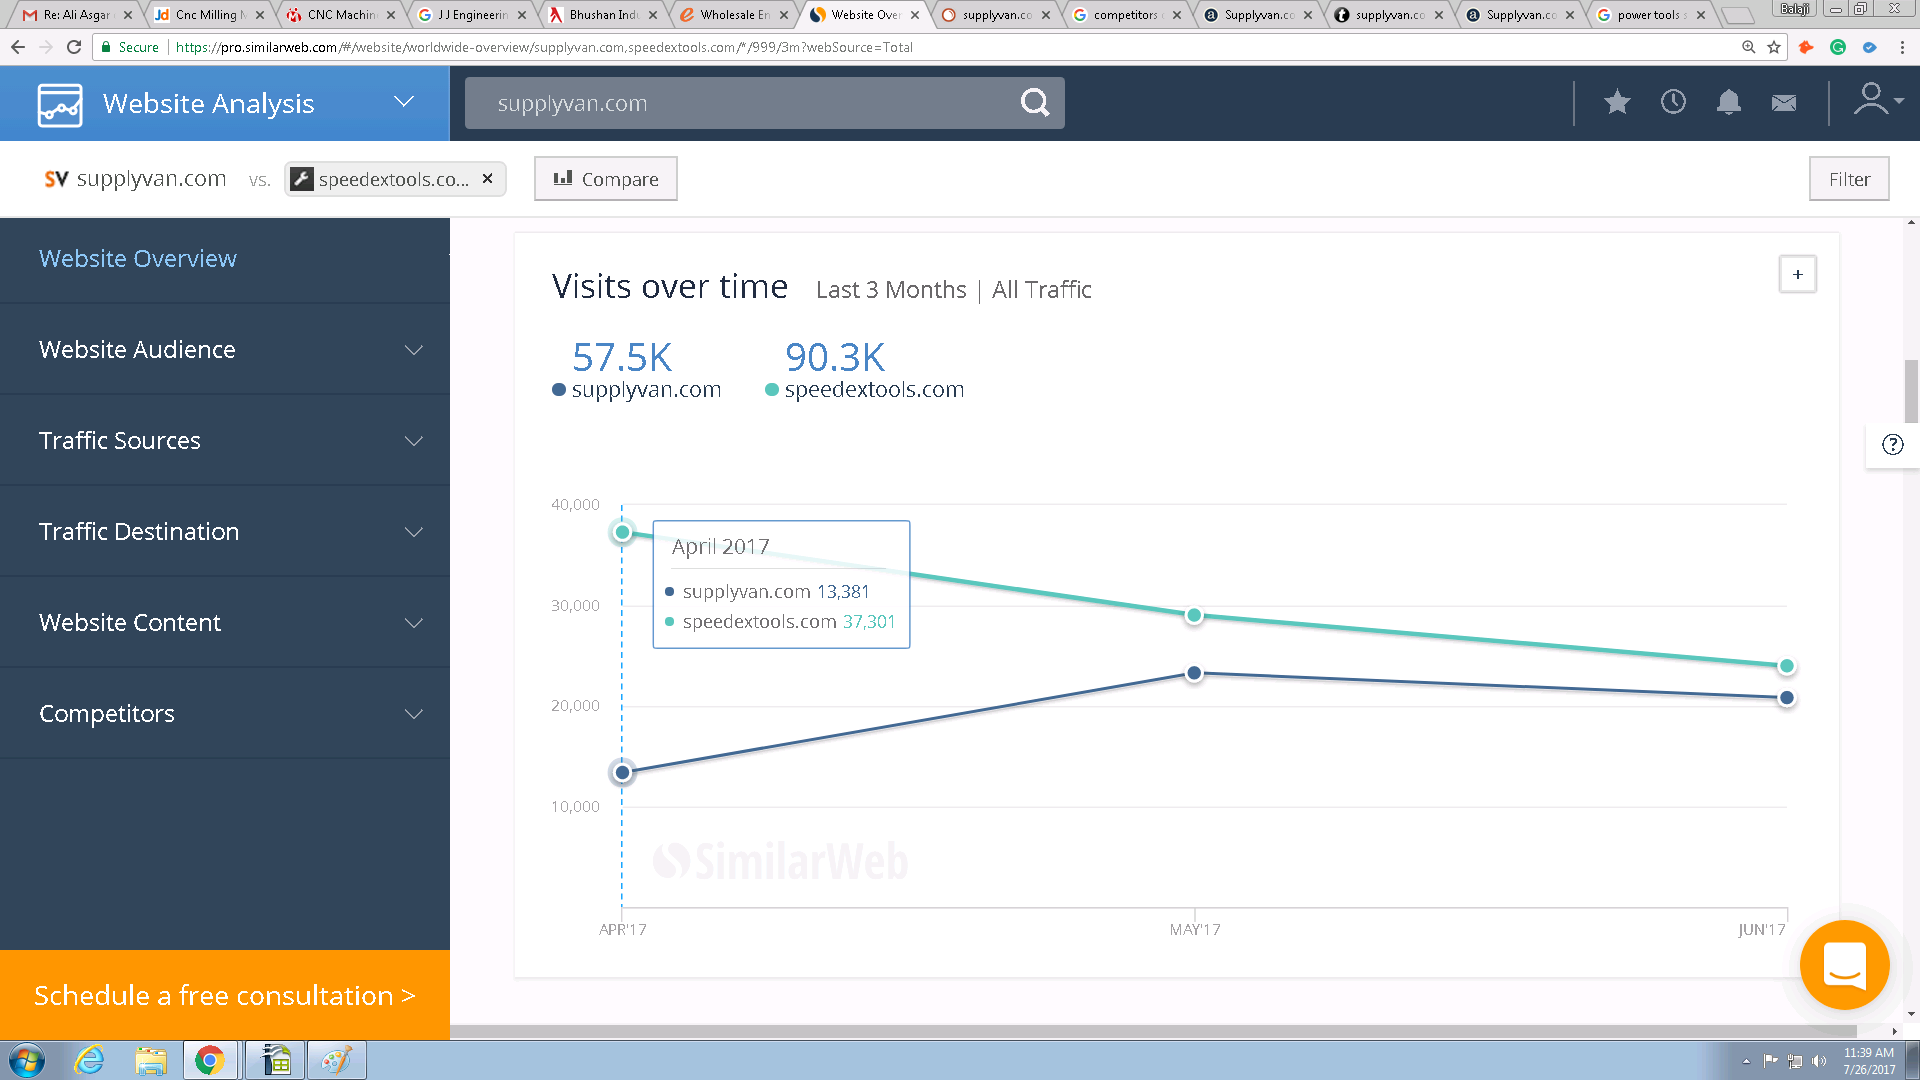 Re: Ali Asgar
Cnc Milling M
CNC Machin
J J Engineerin
Bhushan Indu
Wholesale En
Website Over
supplyvan.co
competitors
Supplyvan.co
supplyvan.co
Supplyvan.co
power tools s
Balaji
Secure https://pro.similarweb.com/#/website/worldwide-overview/supplyvan.com,speedextools.com/*/999/3m?webSource=Total
Website Analysis
supplyvan.com
SV supplyvan.com vs. speedextools.co... × Compare
Filter
Website Overview
Website Audience
Traffic Sources
Traffic Destination
Website Content
Competitors
Schedule a free consultation >
Visits over time Last 3 Months | All Traffic
+
57.5K 90.3K
supplyvan.com speedextools.com
40,000
30,000
20,000
10,000
April 2017
supplyvan.com 13,381
speedextools.com 37,301
SimilarWeb
APR'17 MAY'17 JUN'17
11:39 AM
7/26/2017